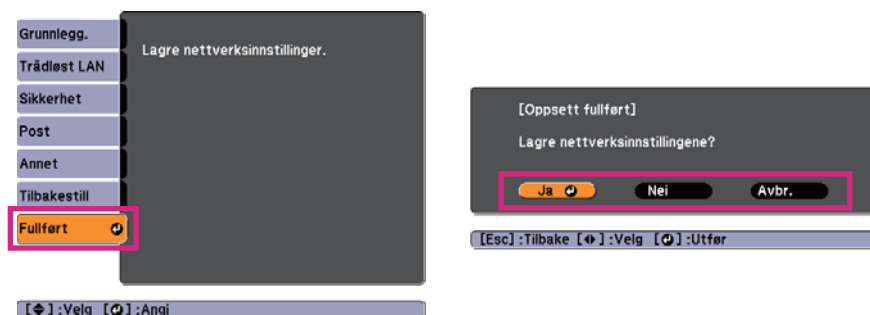 Grunnlegg.
Trådløst LAN
Sikkerhet
Post
Annet
Tilbakestill
Fullført
Lagre nettverksinnstillinger.
[ ] :Velg [ ] :Angi
[Oppsett fullført]
Lagre nettverksinnstillingene?
Ja Nei Avbr.
[Esc] :Tilbake [ ] :Velg [ ] :Utfør